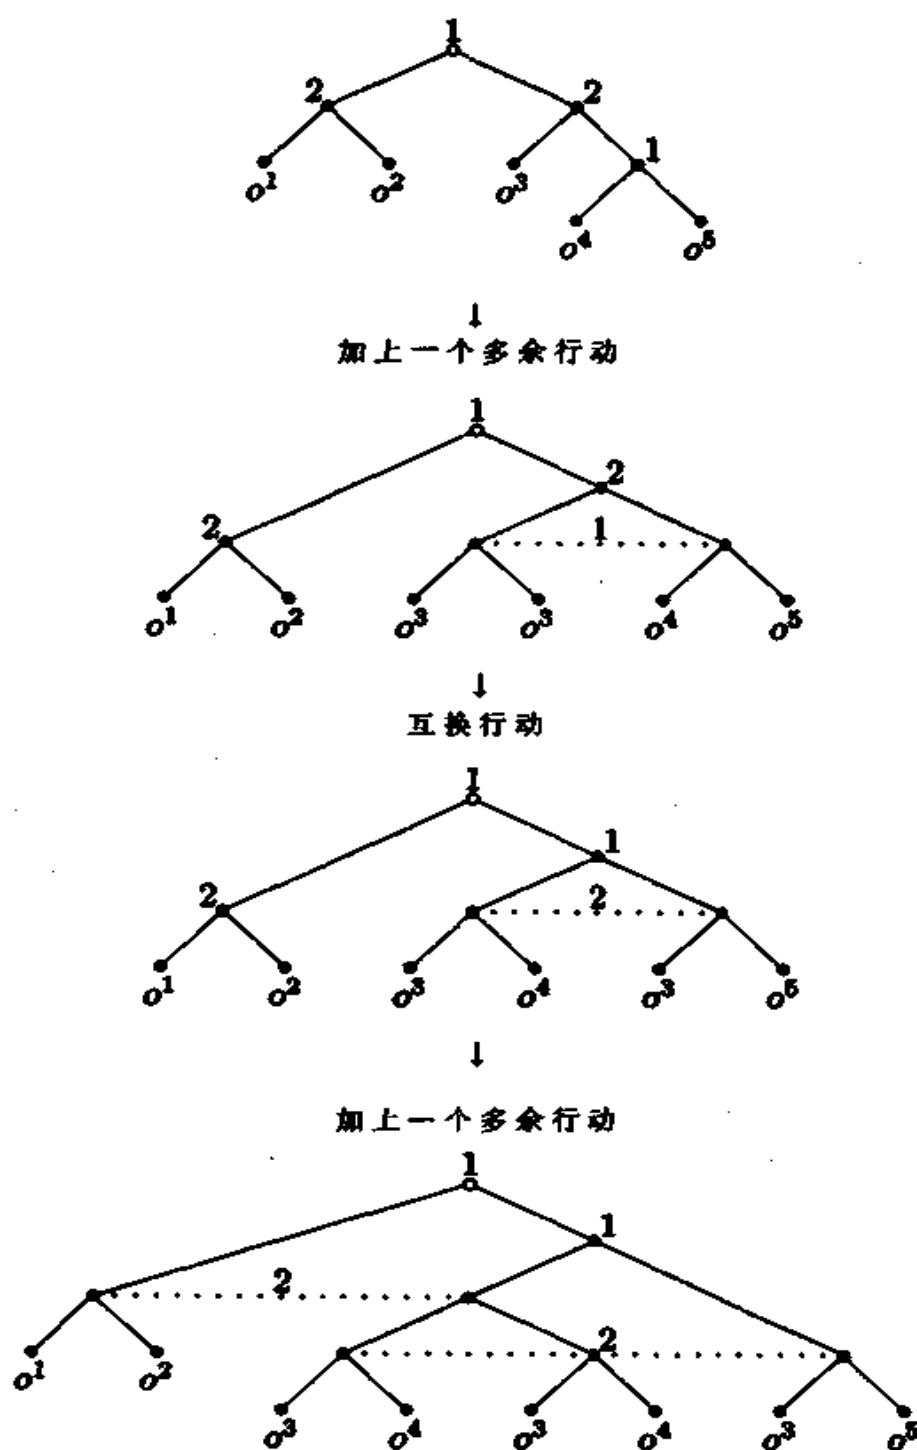 1
2 2
o¹ o² o³ 1
o⁴ o⁵
↓
加上一个多余行动
1
2
2 1
o¹ o² o³ o³ o⁴ o⁵
↓
互换行动
1
1
2 2
o¹ o² o³ o⁴ o³ o⁵
↓
加上一个多余行动
1
1
2
o¹ o² 2
o³ o⁴ o³ o⁴ o³ o⁵